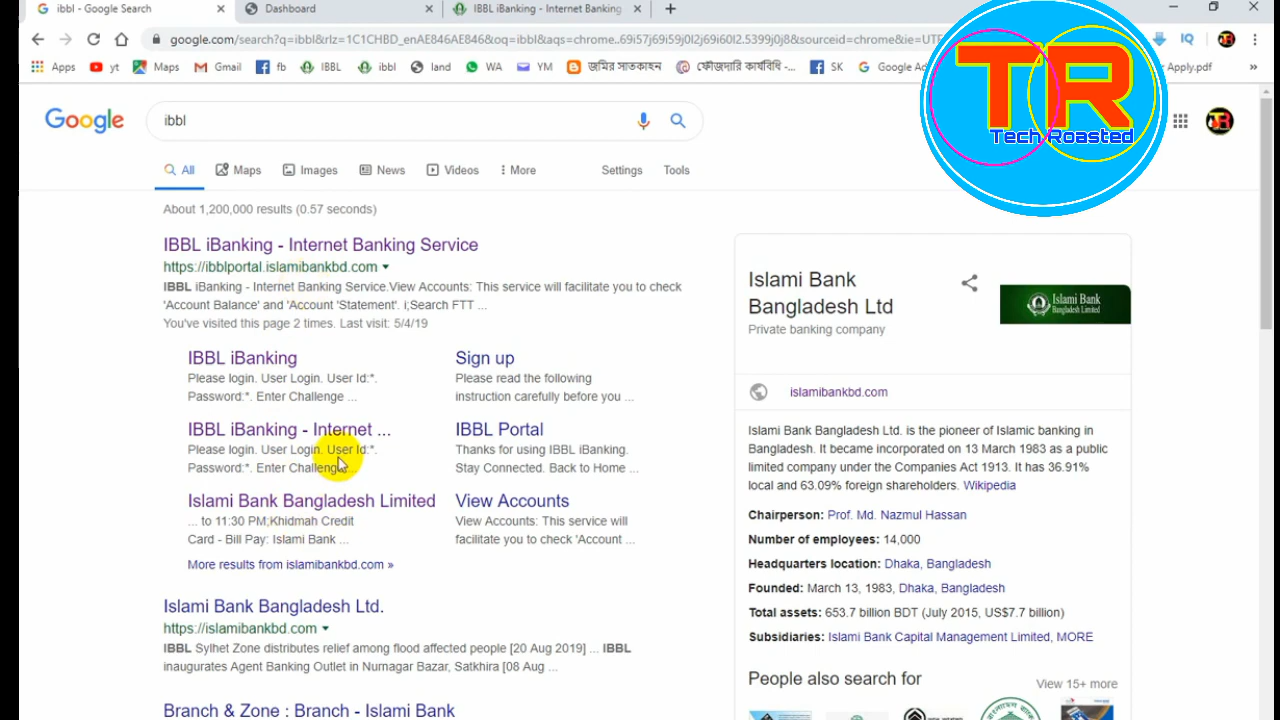 ibbl - Google Search
Dashboard
IBBL iBanking - Internet Banking
google.com/search?q=ibbl&rlz=1C1CHBD_enAE846AE846&oq=ibbl&aqs=chrome..69i57j69i59j0l2j69i60l2.5399j0j8&sourceid=chrome&ie=UT
Apps
yt
Maps
Gmail
fb
IBBl
ibbl
land
WA
YM
জমির সাতকাহন
ফৌজদারি কার্যবিধি -...
SK
Google Ad
Apply.pdf
»
TR
Tech Roasted
Google
ibbl
All
Maps
Images
News
Videos
More
Settings
Tools
About 1,200,000 results (0.57 seconds)
IBBL iBanking - Internet Banking Service
https://ibblportal.islamibankbd.com
IBBL iBanking - Internet Banking Service.View Accounts: This service will facilitate you to check
'Account Balance' and 'Account 'Statement'. i;Search FTT ...
You've visited this page 2 times. Last visit: 5/4/19
IBBL iBanking
Please login. User Login. User Id:*.
Password:*. Enter Challenge ...
Sign up
Please read the following
instruction carefully before you ...
IBBL iBanking - Internet ...
Please login. User Login. User Id:*.
Password:*. Enter Challenge ...
IBBL Portal
Thanks for using IBBL iBanking.
Stay Connected. Back to Home ...
Islami Bank Bangladesh Limited
... to 11:30 PM;Khidmah Credit
Card - Bill Pay: Islami Bank ...
View Accounts
View Accounts: This service will
facilitate you to check 'Account ...
More results from islamibankbd.com »
Islami Bank Bangladesh Ltd.
https://islamibankbd.com
IBBL Sylhet Zone distributes relief among flood affected people [20 Aug 2019] ... IBBL
inaugurates Agent Banking Outlet in Nurnagar Bazar, Satkhira [08 Aug ...
Branch & Zone : Branch - Islami Bank
Islami Bank
Bangladesh Ltd
Private banking company
Islami Bank
Bangladesh Limited
islamibankbd.com
Islami Bank Bangladesh Ltd. is the pioneer of Islamic banking in
Bangladesh. It became incorporated on 13 March 1983 as a public
limited company under the Companies Act 1913. It has 36.91%
local and 63.09% foreign shareholders. Wikipedia
Chairperson: Prof. Md. Nazmul Hassan
Number of employees: 14,000
Headquarters location: Dhaka, Bangladesh
Founded: March 13, 1983, Dhaka, Bangladesh
Total assets: 653.7 billion BDT (July 2015, US$7.7 billion)
Subsidiaries: Islami Bank Capital Management Limited, MORE
People also search for
View 15+ more